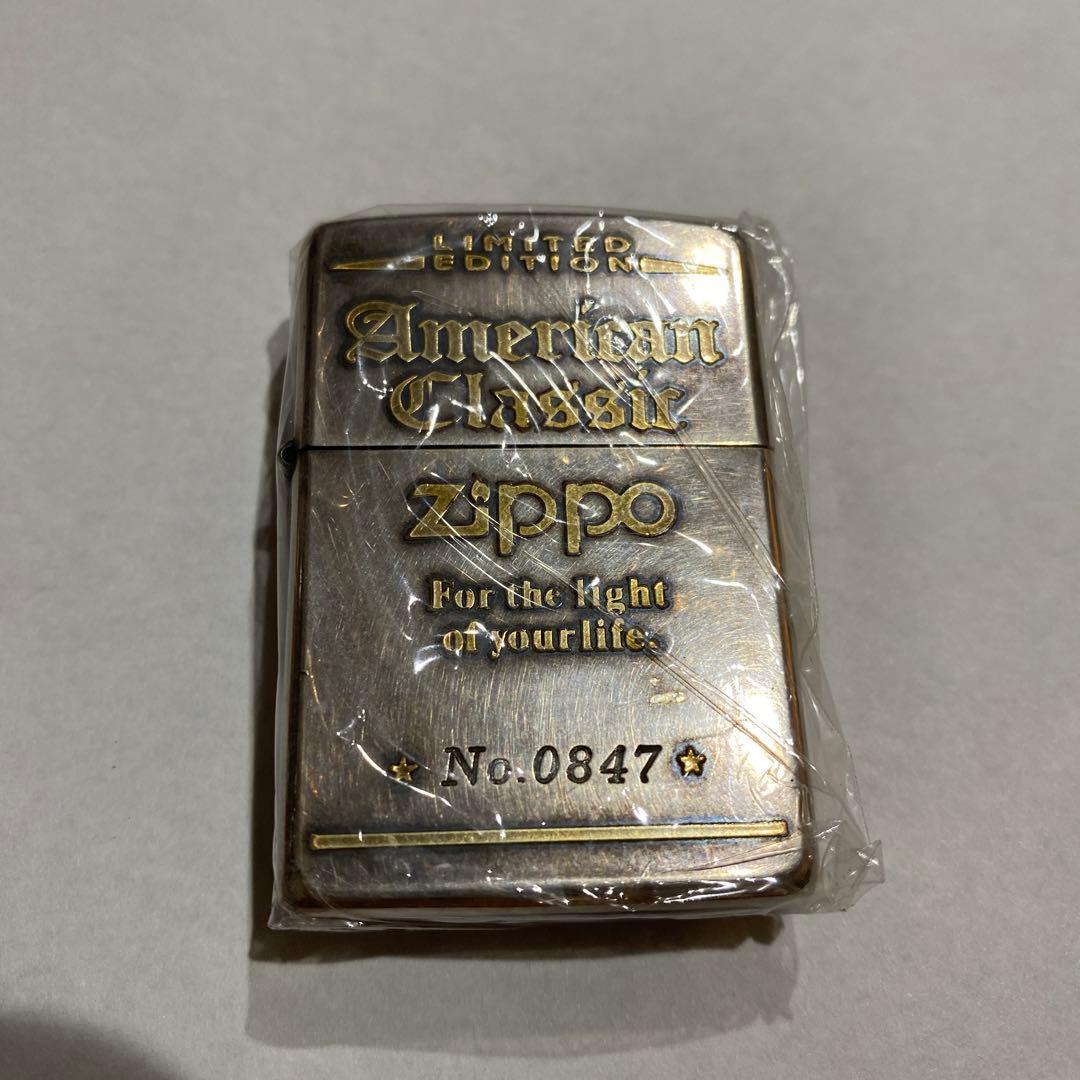 LIMITED
EDITION
American
Classic
zippo
For the light
of your life.
No.0847